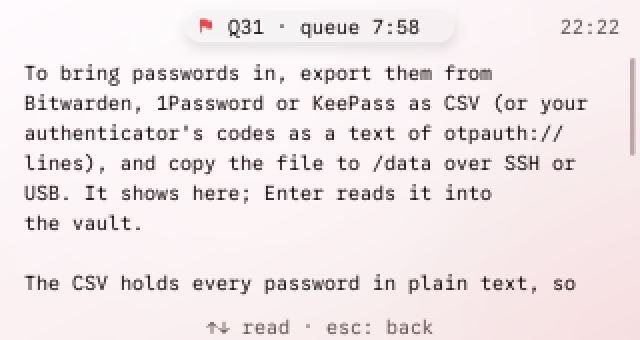 Q31 · queue 7:58
22:22
To bring passwords in, export them from
Bitwarden, 1Password or KeePass as CSV (or your
authenticator's codes as a text of otpauth://
lines), and copy the file to /data over SSH or
USB. It shows here; Enter reads it into
the vault.
The CSV holds every password in plain text, so
↑↓ read · esc: back